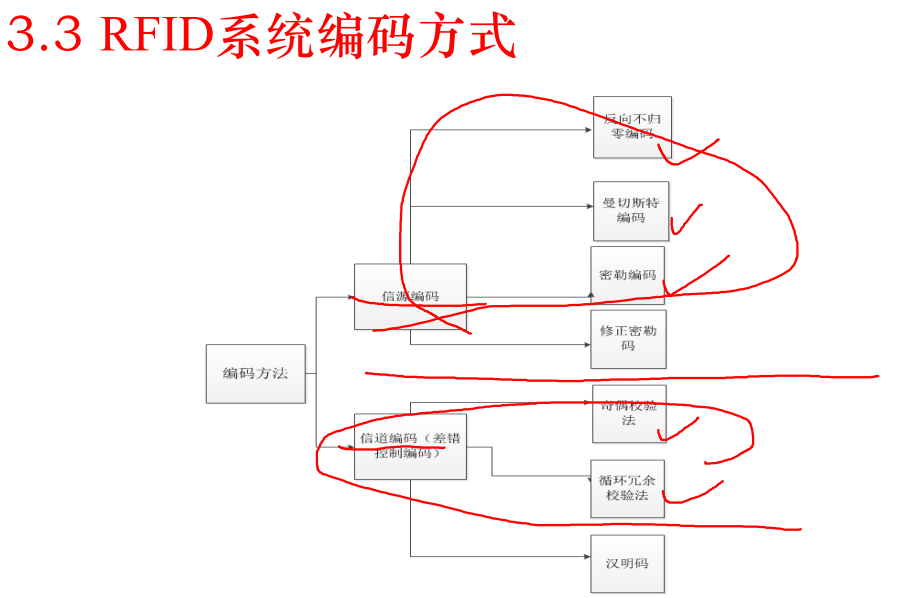 3.3 RFID系统编码方式
反向不归
零编码
曼切斯特
编码
密勒编码
信源编码
修正密勒
码
编码方法
奇偶校验
法
信道编码（差错
控制编码）
循环冗余
校验法
汉明码